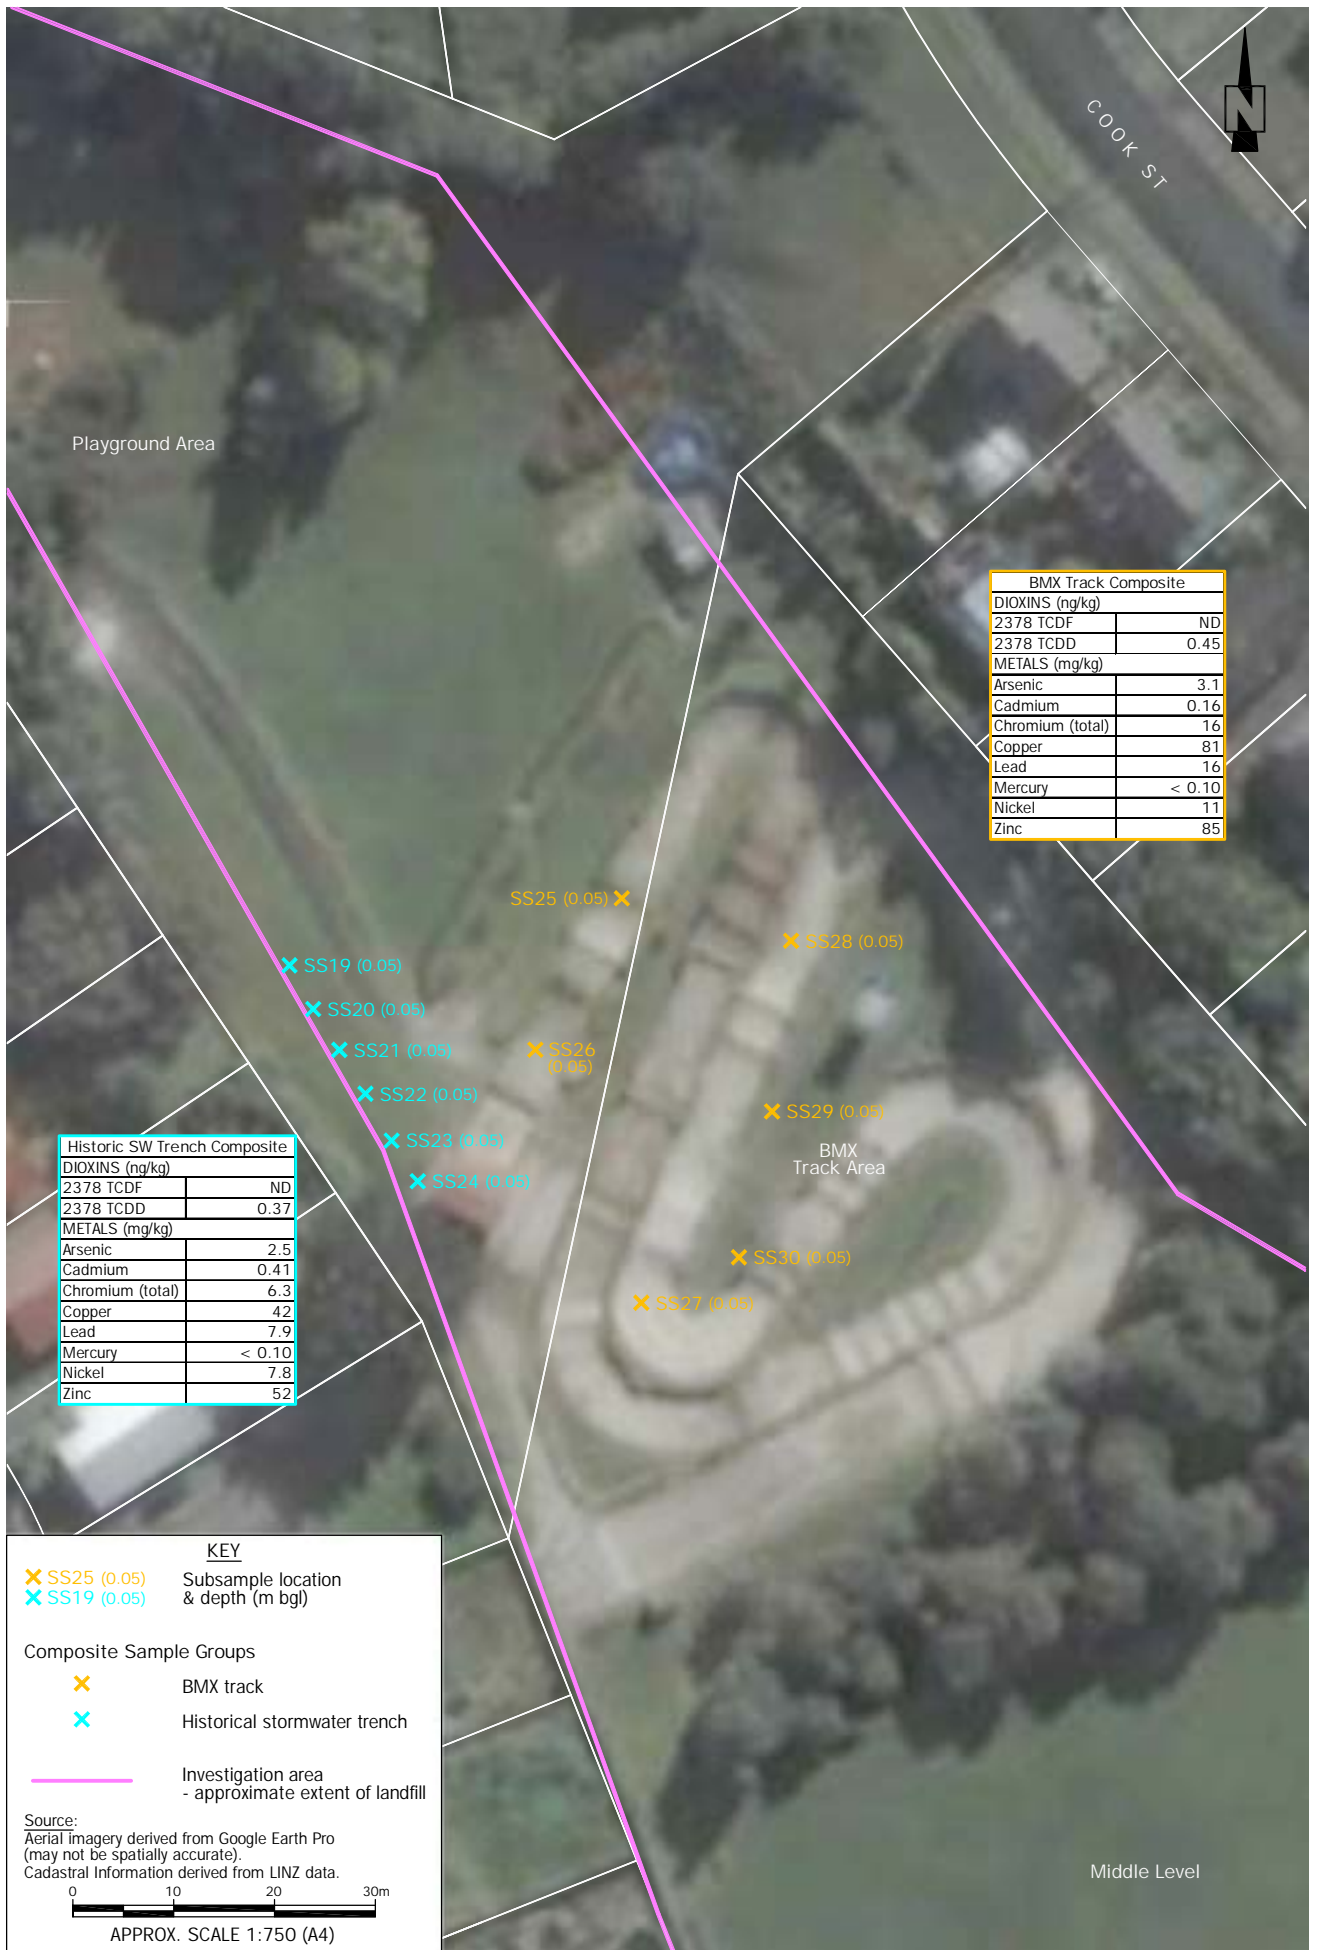 COOK ST
N
Playground Area
BMX Track Composite
DIOXINS (ng/kg)
2378 TCDF ND
2378 TCDD 0.45
METALS (mg/kg)
Arsenic 3.1
Cadmium 0.16
Chromium (total) 16
Copper 81
Lead 16
Mercury < 0.10
Nickel 11
Zinc 85
SS25 (0.05)
SS28 (0.05)
SS19 (0.05)
SS20 (0.05)
SS21 (0.05)
SS26
(0.05)
SS22 (0.05)
SS29 (0.05)
SS23 (0.05)
BMX
Track Area
SS24 (0.05)
SS30 (0.05)
SS27 (0.05)
Historic SW Trench Composite
DIOXINS (ng/kg)
2378 TCDF ND
2378 TCDD 0.37
METALS (mg/kg)
Arsenic 2.5
Cadmium 0.41
Chromium (total) 6.3
Copper 42
Lead 7.9
Mercury < 0.10
Nickel 7.8
Zinc 52
KEY
SS25 (0.05) Subsample location
SS19 (0.05) & depth (m bgl)
Composite Sample Groups
BMX track
Historical stormwater trench
Investigation area
- approximate extent of landfill
Source:
Aerial imagery derived from Google Earth Pro
(may not be spatially accurate).
Cadastral Information derived from LINZ data.
0 10 20 30m
APPROX. SCALE 1:750 (A4)
Middle Level